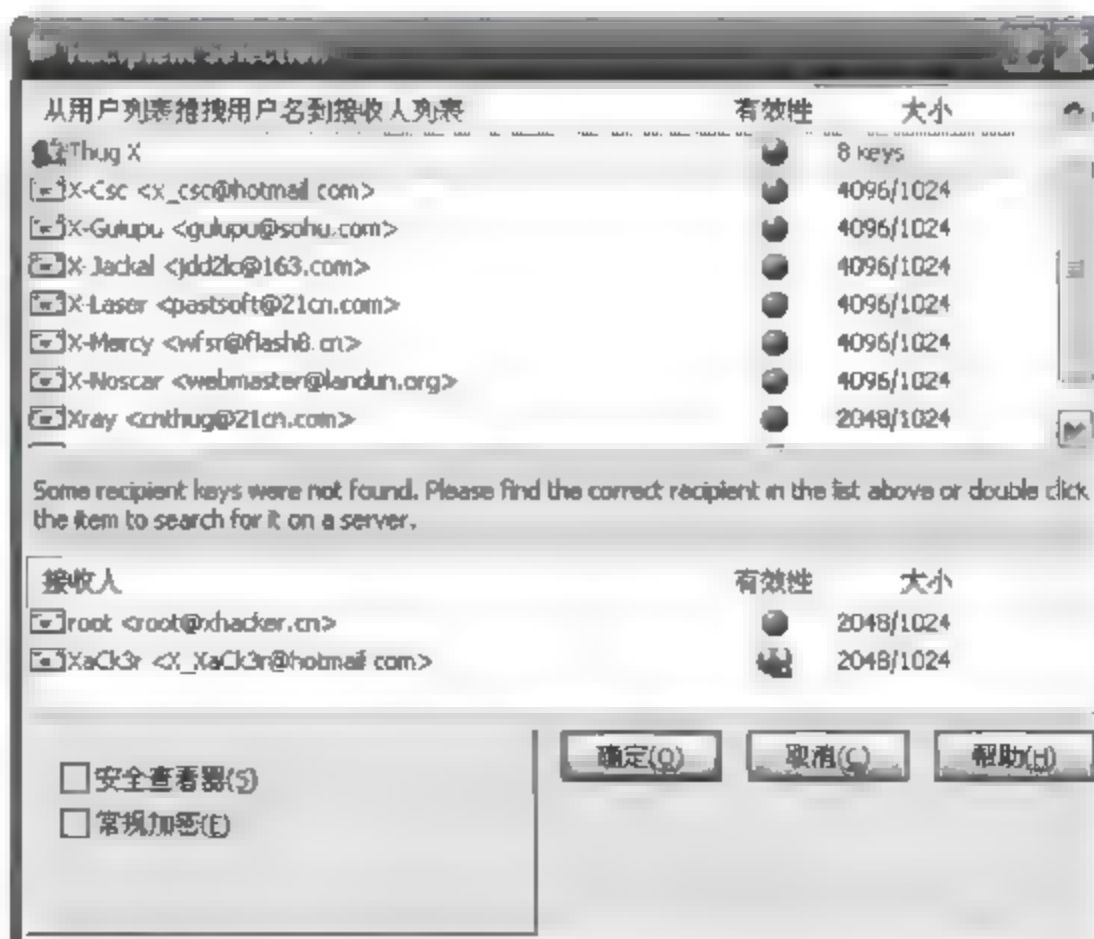 Recipient Selection
从用户列表推拽用户名到接收人列表 有效性 大小
Thug X 8 keys
X-Csc <x_csc@hotmail.com> 4096/1024
X-Gulupu <gulupu@sohu.com> 4096/1024
X-Jackal <jdd2lc@163.com> 4096/1024
X-Laser <pastsoft@21cn.com> 4096/1024
X-Mercy <wfsn@flash8.cn> 4096/1024
X-Noscar <webmaster@landun.org> 4096/1024
Xray <cnthug@21cn.com> 2048/1024
Some recipient keys were not found. Please find the correct recipient in the list above or double click
the item to search for it on a server.
接收人 有效性 大小
root <root@xhacker.cn> 2048/1024
XaCk3r <X_XaCk3r@hotmail.com> 2048/1024
安全查看器(S)
常规加密(E)
确定(O) 取消(C) 帮助(H)